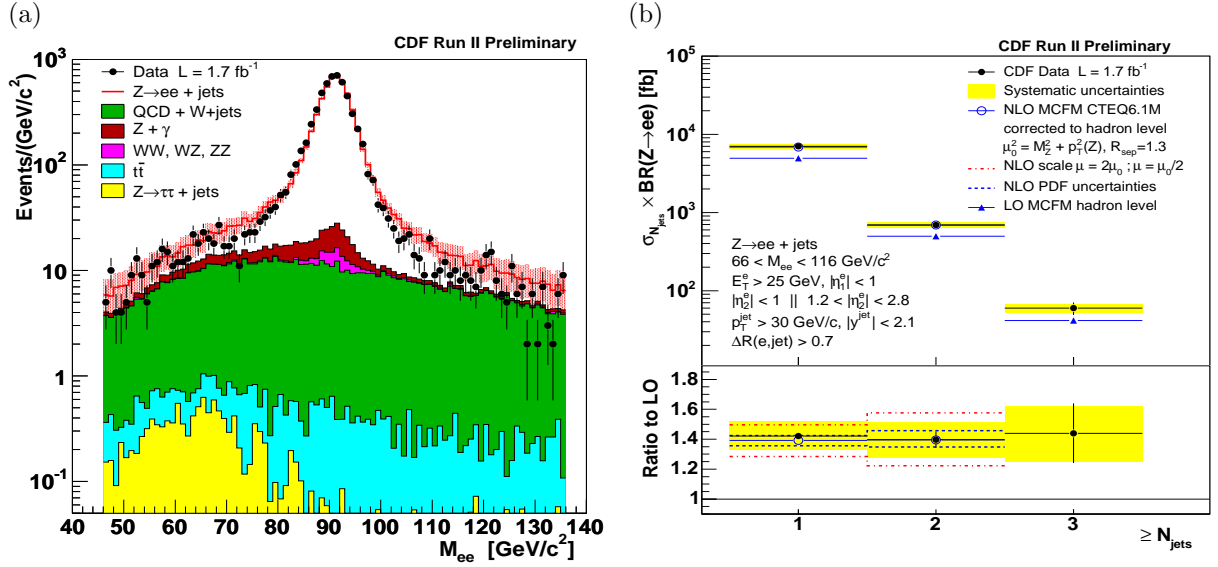 (a)
CDF Run II Preliminary
Data L = 1.7 fb⁻¹
Z→ee + jets
QCD + W+jets
Z + γ
WW, WZ, ZZ
tt̄
Z→ττ + jets
Events/(GeV/c²)
10³
10²
10
1
10⁻¹
40 50 60 70 80 90 100 110 120 130 140
M_ee [GeV/c²]
(b)
CDF Run II Preliminary
CDF Data L = 1.7 fb⁻¹
Systematic uncertainties
NLO MCFM CTEQ6.1M
corrected to hadron level
μ₀² = M_Z² + p_T²(Z), R_sep=1.3
NLO scale μ = 2μ₀ ; μ = μ₀/2
NLO PDF uncertainties
LO MCFM hadron level
σ_N_jets × BR(Z→ee) [fb]
10⁵
10⁴
10³
10²
Z→ee + jets
66 < M_ee < 116 GeV/c²
E_T^e > 25 GeV, |η₁^e| < 1
|η₂^e| < 1 || 1.2 < |η₂^e| < 2.8
p_T^jet > 30 GeV/c, |y^jet| < 2.1
ΔR(e,jet) > 0.7
Ratio to LO
1.8
1.6
1.4
1.2
1
1 2 3
≥ N_jets